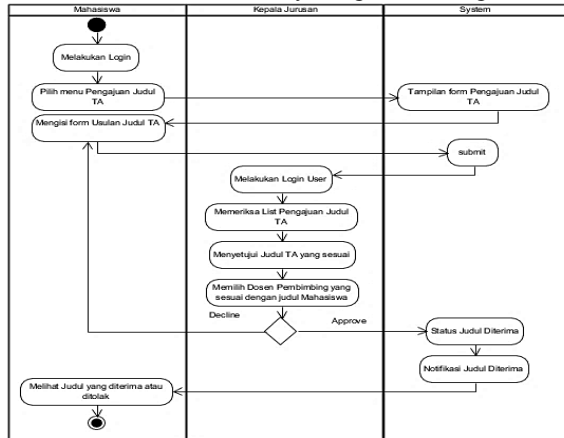 Mahasiswa
Kepala Jurusan
System
Melakukan Login
Pilih menu Pengajuan Judul
TA
Tampilan form Pengajuan Judul
TA
Mengisi form Usulan Judul TA
submit
Melakukan Login User
Memeriksa List Pengajuan Judul
TA
Menyetujui Judul TA yang sesuai
Memilih Dosen Pembimbing yang
sesuai dengan judul Mahasiswa
Decline
Approve
Status Judul Diterima
Notifikasi Judul Diterima
Melihat Judul yang diterima atau
ditolak